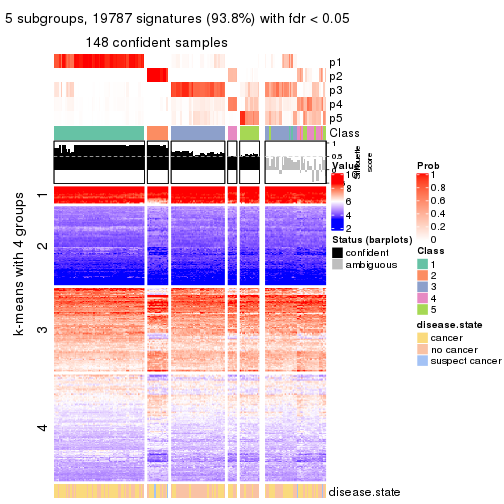 5 subgroups, 19787 signatures (93.8%) with fdr < 0.05
148 confident samples
p1
p2
p3
p4
p5
Class
1
0.5
0
Silhouette
score
k-means with 4 groups
1
2
3
4
disease.state
Value
10
8
6
4
2
Status (barplots)
confident
ambiguous
Prob
1
0.8
0.6
0.4
0.2
0
Class
1
2
3
4
5
disease.state
cancer
no cancer
suspect cancer